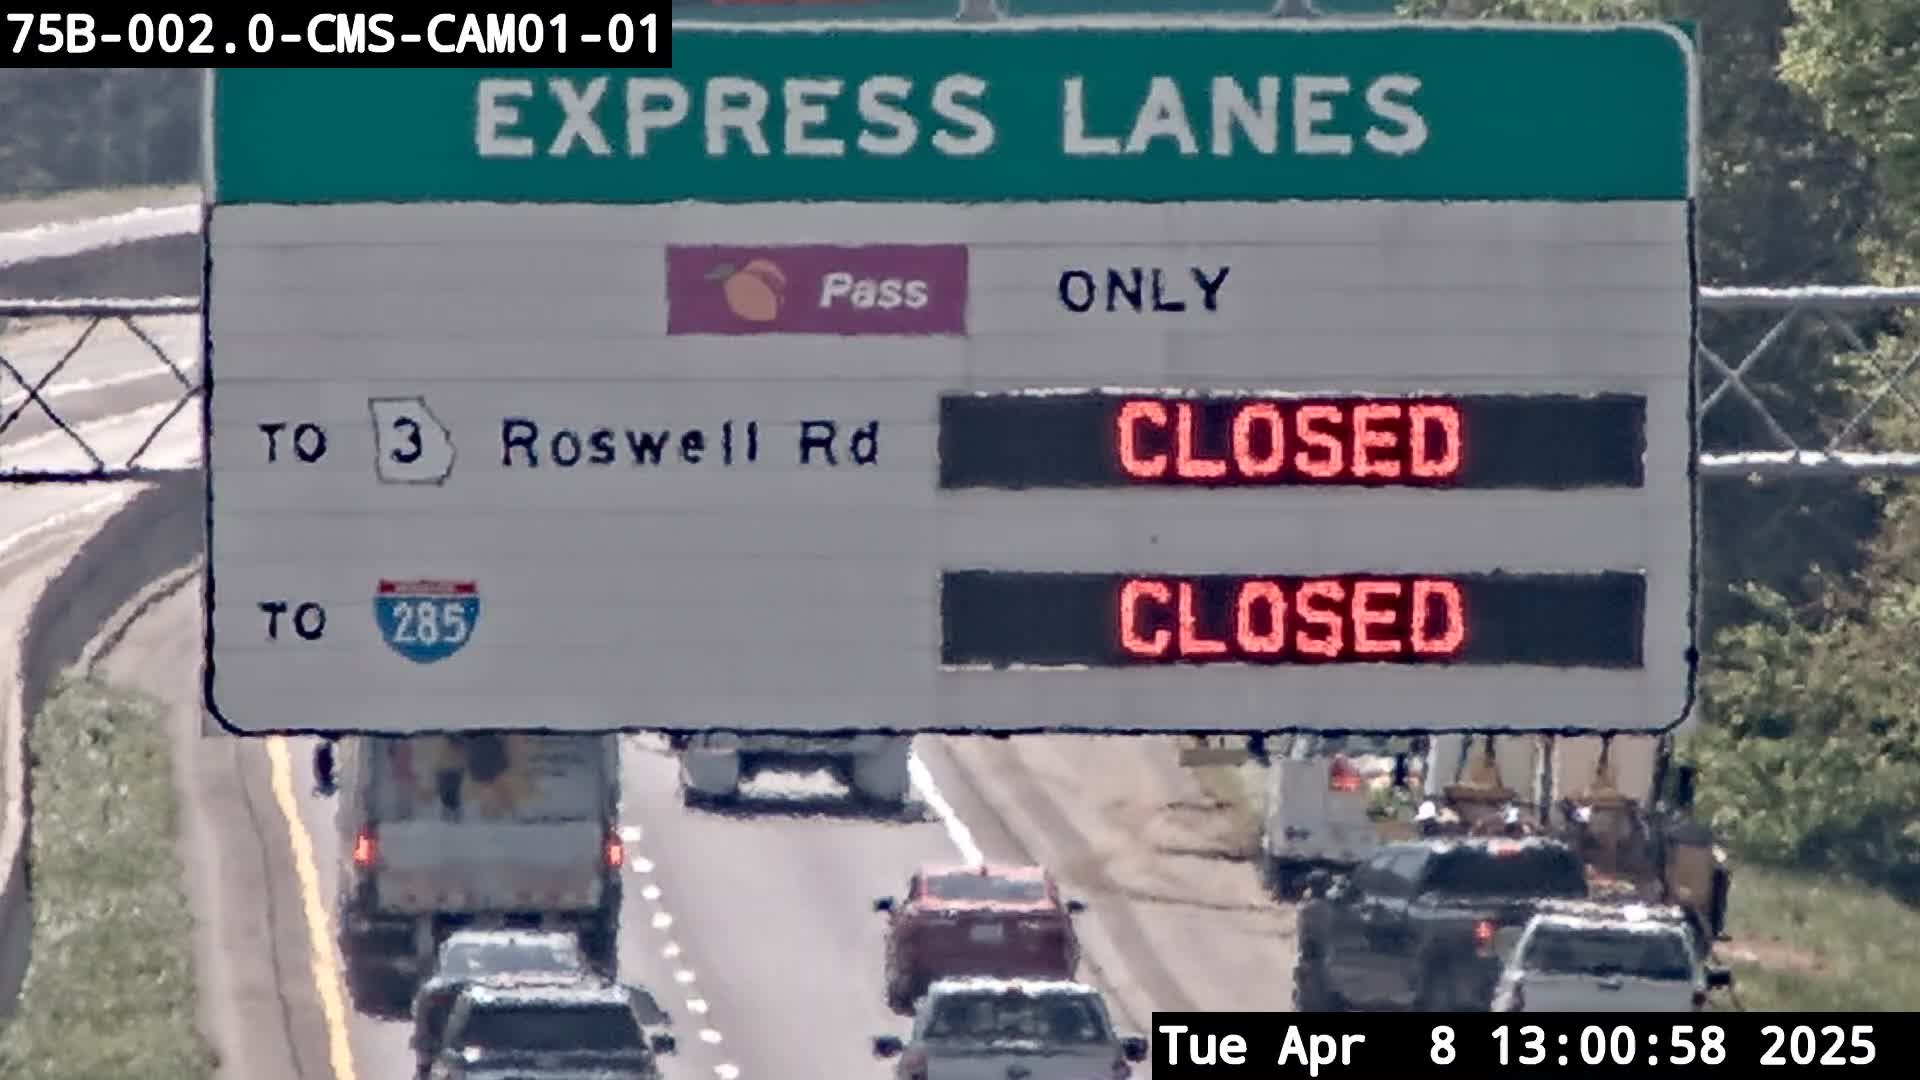 75B-002.0-CMS-CAM01-01
EXPRESS LANES
Pass ONLY
TO 3 Roswell Rd CLOSED
TO 285 CLOSED
Tue Apr 8 13:00:58 2025